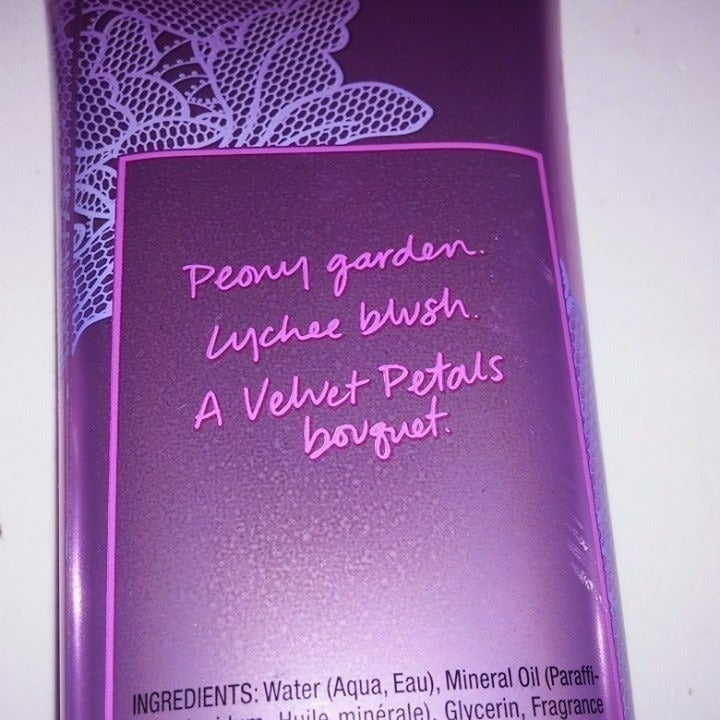 Peony garden.
Lychee blush.
A Velvet Petals
bouquet.
INGREDIENTS: Water (Aqua, Eau), Mineral Oil (Paraffi-
Huile minérale), Glycerin, Fragrance